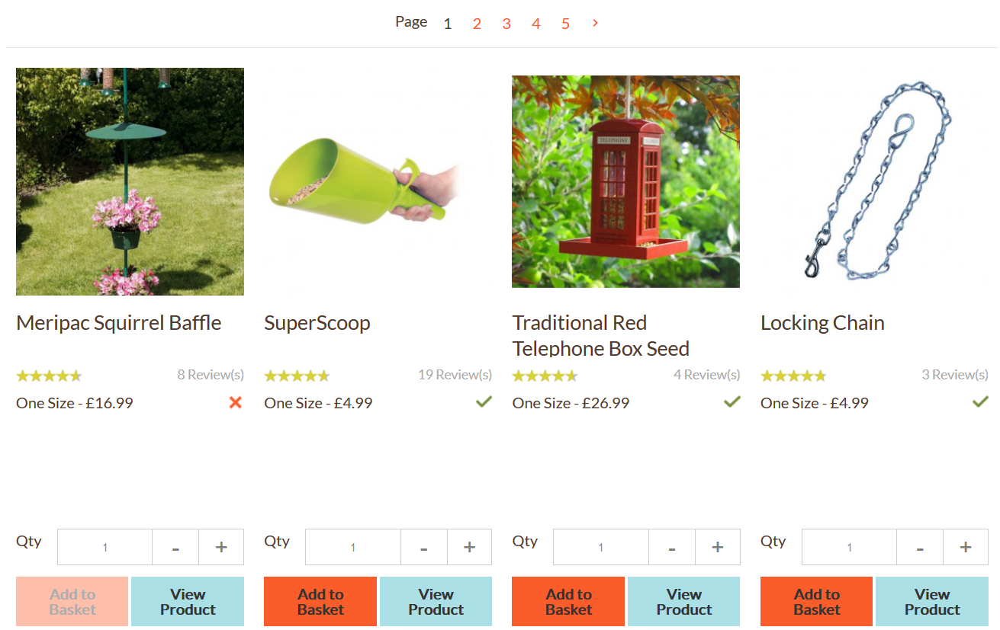 Page 1 2 3 4 5 >
TELEPHONE
Meripac Squirrel Baffle
8 Review(s)
One Size - £16.99
Qty 1 - +
Add to
Basket
View
Product
SuperScoop
19 Review(s)
One Size - £4.99
Qty 1 - +
Add to
Basket
View
Product
Traditional Red
Telephone Box Seed
4 Review(s)
One Size - £26.99
Qty 1 - +
Add to
Basket
View
Product
Locking Chain
3 Review(s)
One Size - £4.99
Qty 1 - +
Add to
Basket
View
Product